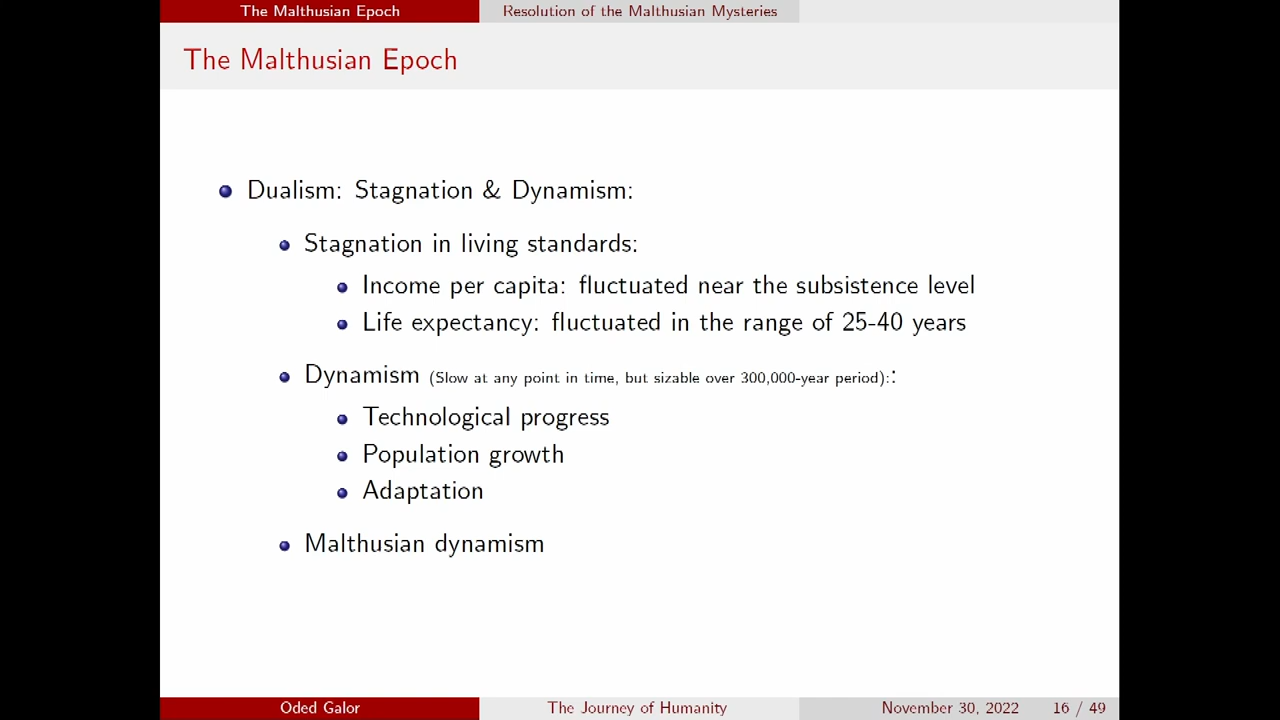 The Malthusian Epoch
Resolution of the Malthusian Mysteries
The Malthusian Epoch
Dualism: Stagnation & Dynamism:
Stagnation in living standards:
Income per capita: fluctuated near the subsistence level
Life expectancy: fluctuated in the range of 25-40 years
Dynamism (Slow at any point in time, but sizable over 300,000-year period)::
Technological progress
Population growth
Adaptation
Malthusian dynamism
Oded Galor
The Journey of Humanity
November 30, 2022
16 / 49